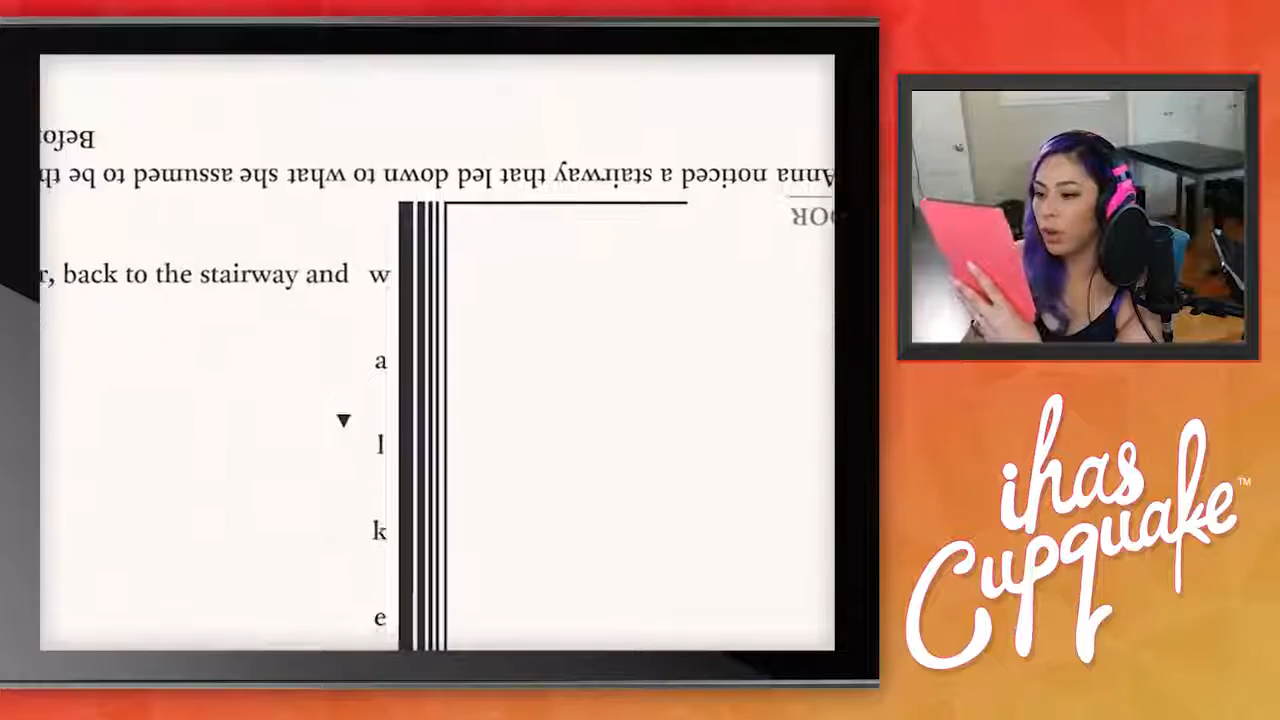 Befo
Anna noticed a stairway that led down to what she assumed to be th
OOR
r, back to the stairway and w
a
l
k
e
ihas
Cupquake™